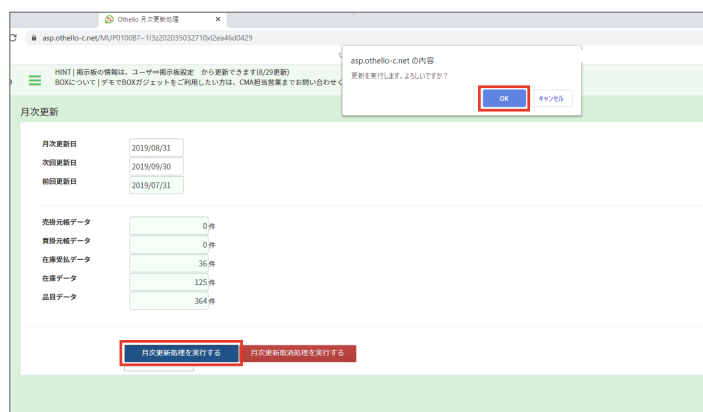 Othello 月次更新処理 ×
asp.othello-c.net/MUP0100B?~1l3z202035032710xl2ea46d0429
asp.othello-c.net の内容
更新を実行します。よろしいですか？
OK キャンセル
HINT | 掲示板の情報は、ユーザー⇒掲示板設定 から更新できます(8/29更新)
BOXについて | デモでBOXガジェットをご利用したい方は、CMA担当営業までお問い合わせく
月次更新
月次更新日 2019/08/31
次回更新日 2019/09/30
前回更新日 2019/07/31
売掛元帳データ 0 件
買掛元帳データ 0 件
在庫受払データ 36 件
在庫データ 125 件
品目データ 364 件
月次更新処理を実行する 月次更新取消処理を実行する